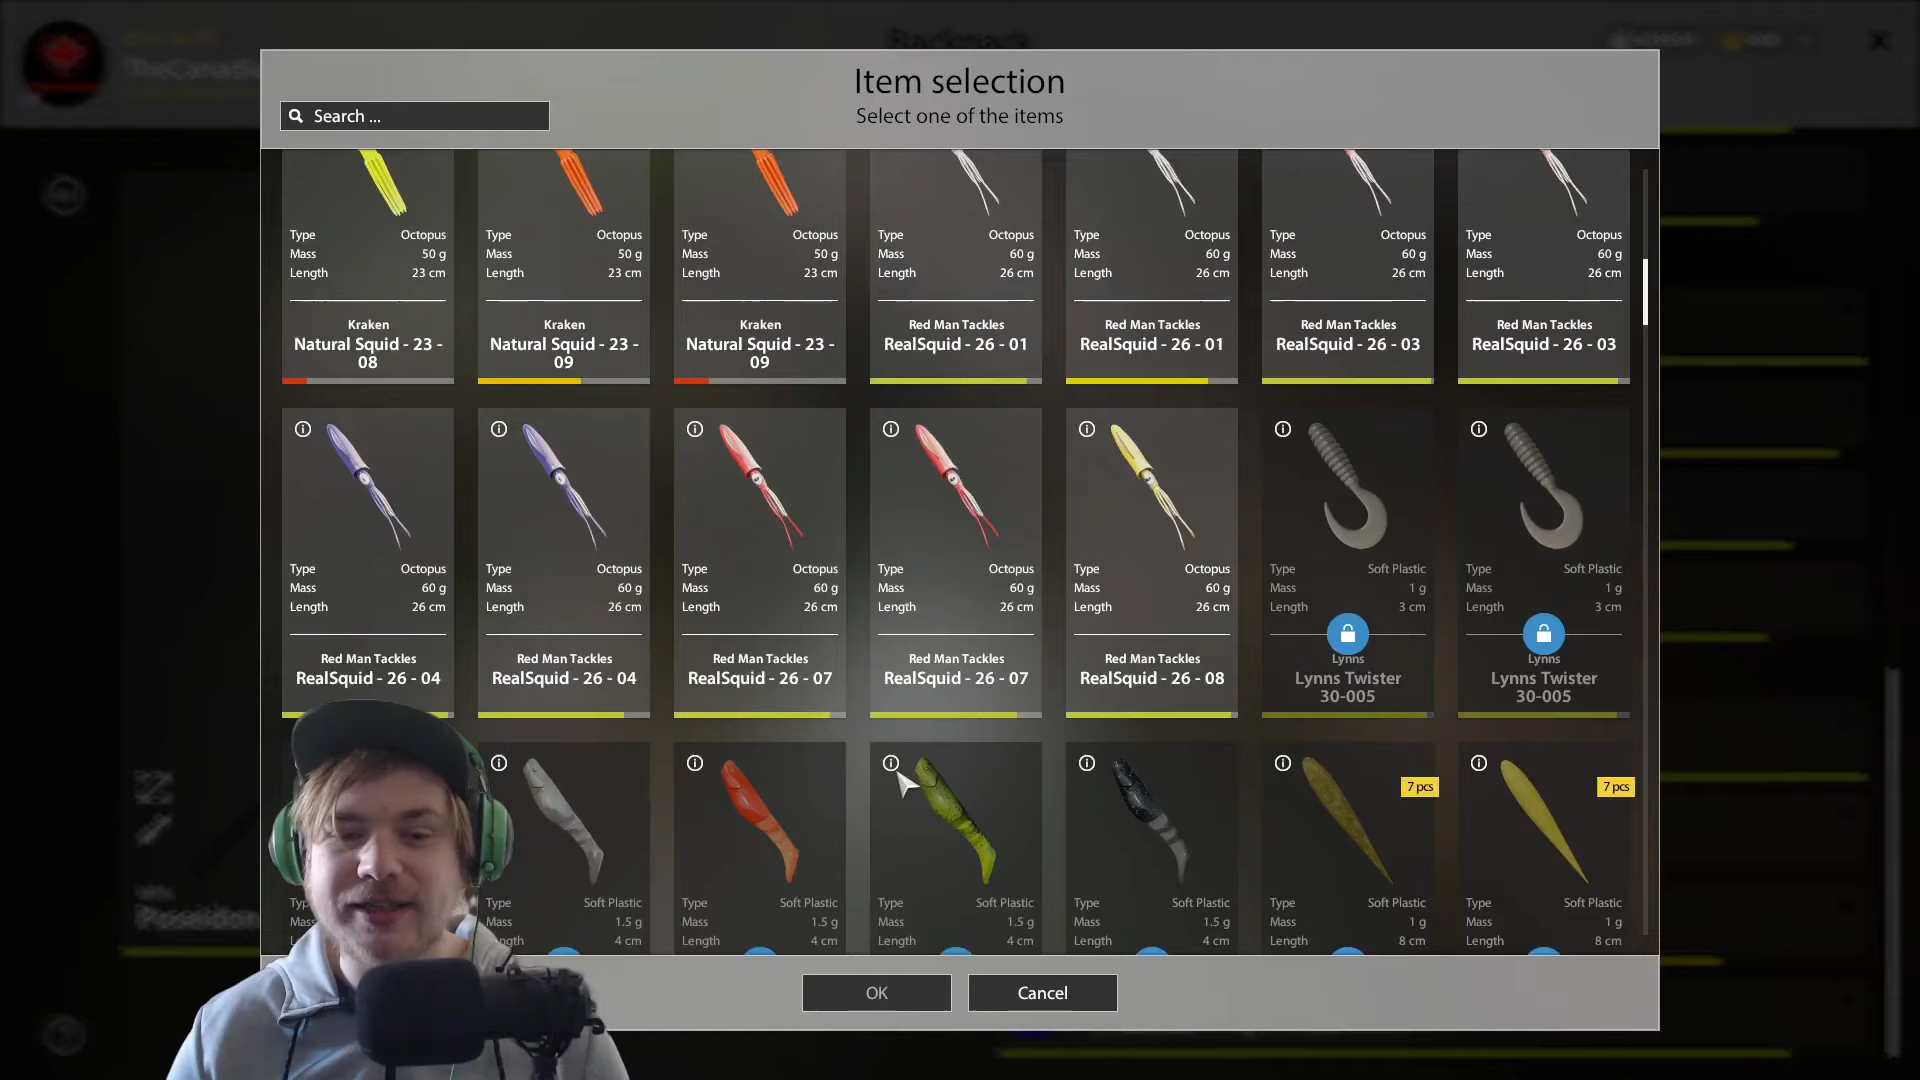 TheCanadia
Backpack
Item selection
Search ...
Select one of the items
Type Octopus
Mass 50 g
Length 23 cm
Kraken
Natural Squid - 23 -
08
Type Octopus
Mass 50 g
Length 23 cm
Kraken
Natural Squid - 23 -
09
Type Octopus
Mass 50 g
Length 23 cm
Kraken
Natural Squid - 23 -
09
Type Octopus
Mass 60 g
Length 26 cm
Red Man Tackles
RealSquid - 26 - 01
Type Octopus
Mass 60 g
Length 26 cm
Red Man Tackles
RealSquid - 26 - 01
Type Octopus
Mass 60 g
Length 26 cm
Red Man Tackles
RealSquid - 26 - 03
Type Octopus
Mass 60 g
Length 26 cm
Red Man Tackles
RealSquid - 26 - 03
Type Octopus
Mass 60 g
Length 26 cm
Red Man Tackles
RealSquid - 26 - 04
Type Octopus
Mass 60 g
Length 26 cm
Red Man Tackles
RealSquid - 26 - 04
Type Octopus
Mass 60 g
Length 26 cm
Red Man Tackles
RealSquid - 26 - 07
Type Octopus
Mass 60 g
Length 26 cm
Red Man Tackles
RealSquid - 26 - 07
Type Octopus
Mass 60 g
Length 26 cm
Red Man Tackles
RealSquid - 26 - 08
Type Soft Plastic
Mass 1 g
Length 3 cm
Lynns
Lynns Twister
30-005
Type Soft Plastic
Mass 1 g
Length 3 cm
Lynns
Lynns Twister
30-005
Typ
Mass
Le
Type Soft Plastic
Mass 1.5 g
ngth 4 cm
Type Soft Plastic
Mass 1.5 g
Length 4 cm
Type Soft Plastic
Mass 1.5 g
Length 4 cm
Type Soft Plastic
Mass 1.5 g
Length 4 cm
7 pcs
Type Soft Plastic
Mass 1 g
Length 8 cm
7 pcs
Type Soft Plastic
Mass 1 g
Length 8 cm
Poseidon
OK
Cancel